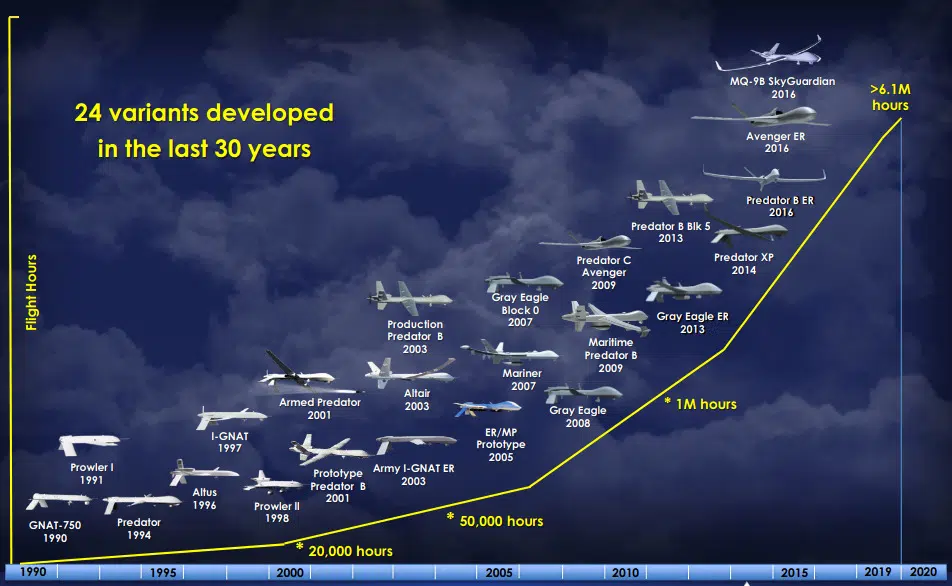 24 variants developed
in the last 30 years
Flight Hours
MQ-9B SkyGuardian
2016
>6.1M
hours
Avenger ER
2016
Predator B ER
2016
Predator B Blk 5
2013
Predator XP
2014
Predator C
Avenger
2009
Gray Eagle
Block 0
2007
Gray Eagle ER
2013
Production
Predator B
2003
Maritime
Predator B
2009
Mariner
2007
Armed Predator
2001
Altair
2003
Gray Eagle
2008
* 1M hours
I-GNAT
1997
ER/MP
Prototype
2005
Prowler I
1991
Altus
1996
Prototype
Predator B
2001
Army I-GNAT ER
2003
Prowler II
1998
GNAT-750
1990
Predator
1994
* 50,000 hours
* 20,000 hours
1990 1995 2000 2005 2010 2015 2019 2020